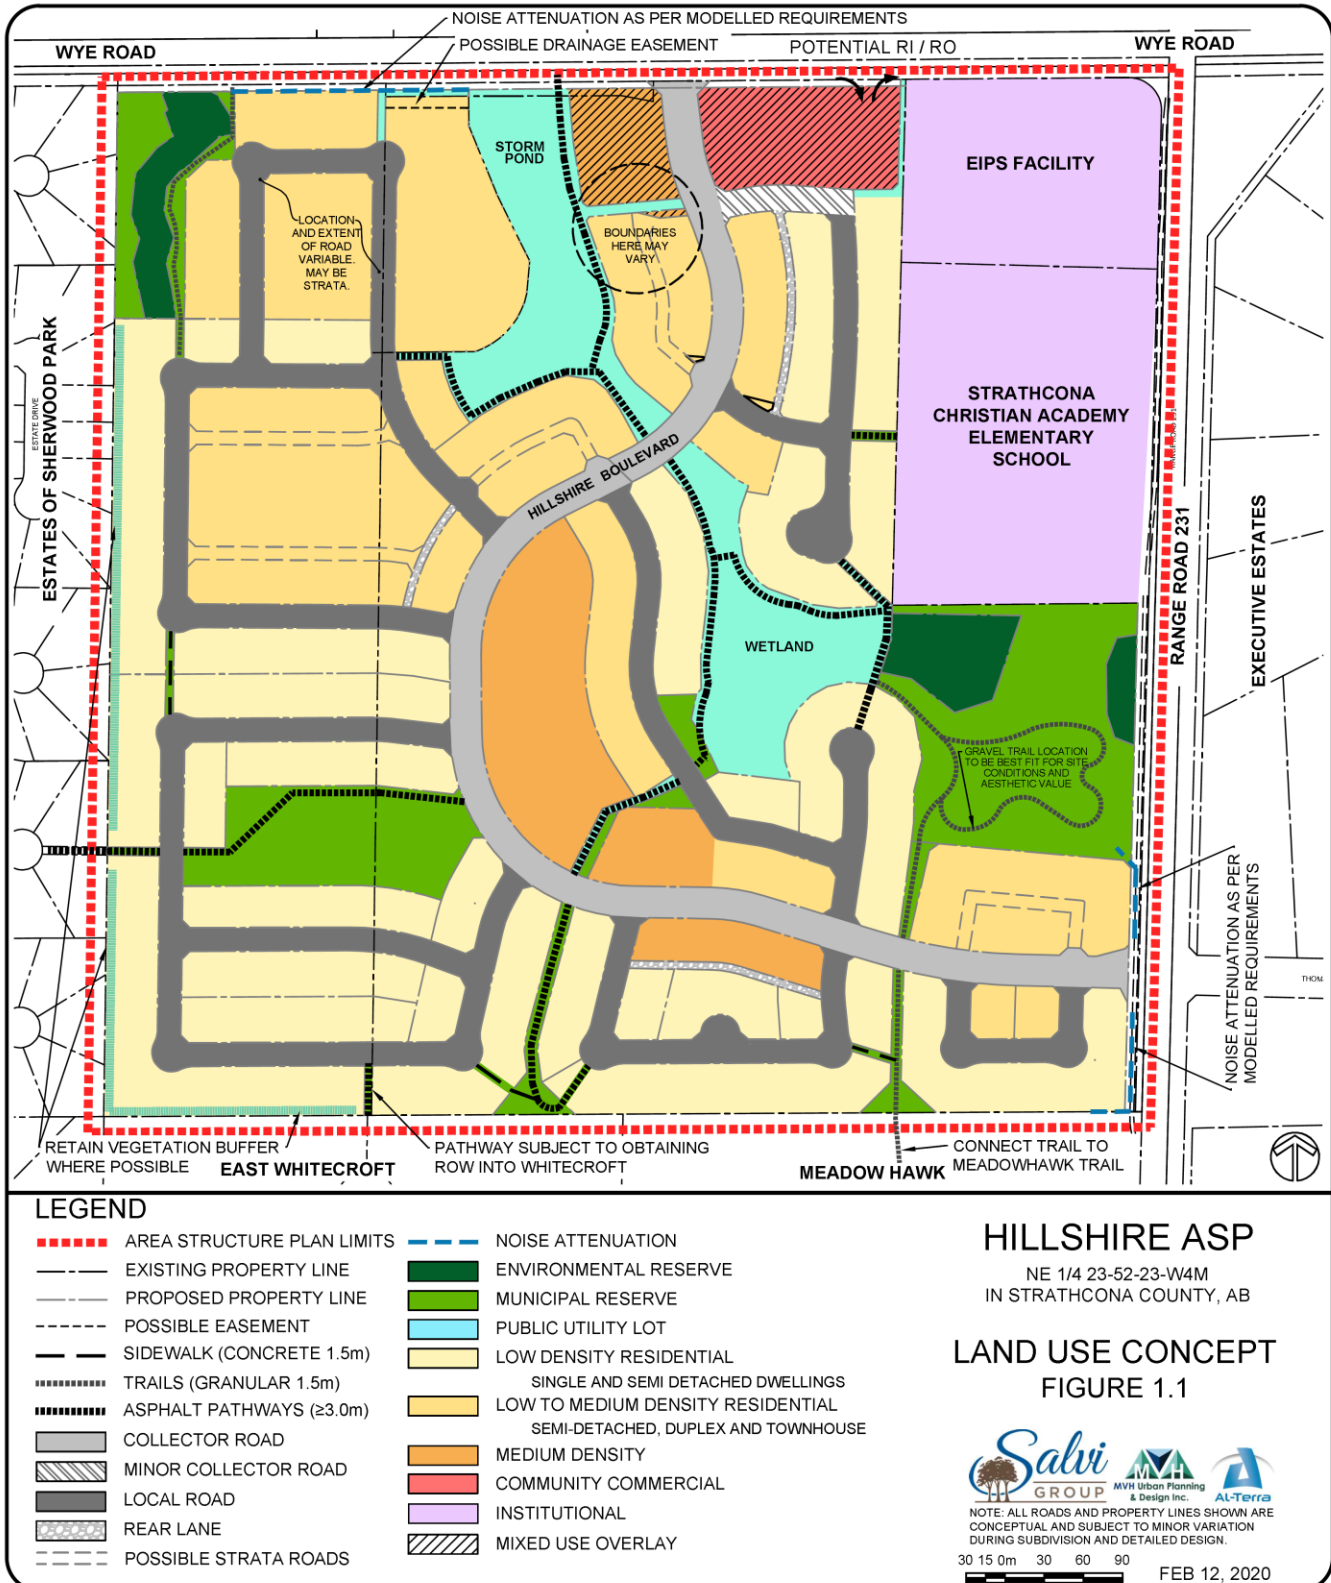 NOISE ATTENUATION AS PER MODELLED REQUIREMENTS
POSSIBLE DRAINAGE EASEMENT
POTENTIAL RI / RO
WYE ROAD
WYE ROAD
STORM
POND
EIPS FACILITY
LOCATION
AND EXTENT
OF ROAD
VARIABLE.
MAY BE
STRATA.
BOUNDARIES
HERE MAY
VARY
ESTATES OF SHERWOOD PARK
ESTATE DRIVE
STRATHCONA
CHRISTIAN ACADEMY
ELEMENTARY
SCHOOL
HILLSHIRE BOULEVARD
RANGE ROAD 231
EXECUTIVE ESTATES
WETLAND
GRAVEL TRAIL LOCATION
TO BE BEST FIT FOR SITE
CONDITIONS AND
AESTHETIC VALUE
NOISE ATTENUATION AS PER
MODELLED REQUIREMENTS
THOM
RETAIN VEGETATION BUFFER
WHERE POSSIBLE
EAST WHITECROFT
PATHWAY SUBJECT TO OBTAINING
ROW INTO WHITECROFT
MEADOW HAWK
CONNECT TRAIL TO
MEADOWHAWK TRAIL
LEGEND
AREA STRUCTURE PLAN LIMITS
EXISTING PROPERTY LINE
PROPOSED PROPERTY LINE
POSSIBLE EASEMENT
SIDEWALK (CONCRETE 1.5m)
TRAILS (GRANULAR 1.5m)
ASPHALT PATHWAYS (≥3.0m)
COLLECTOR ROAD
MINOR COLLECTOR ROAD
LOCAL ROAD
REAR LANE
POSSIBLE STRATA ROADS
NOISE ATTENUATION
ENVIRONMENTAL RESERVE
MUNICIPAL RESERVE
PUBLIC UTILITY LOT
LOW DENSITY RESIDENTIAL
SINGLE AND SEMI DETACHED DWELLINGS
LOW TO MEDIUM DENSITY RESIDENTIAL
SEMI-DETACHED, DUPLEX AND TOWNHOUSE
MEDIUM DENSITY
COMMUNITY COMMERCIAL
INSTITUTIONAL
MIXED USE OVERLAY
HILLSHIRE ASP
NE 1/4 23-52-23-W4M
IN STRATHCONA COUNTY, AB
LAND USE CONCEPT
FIGURE 1.1
Salvi
GROUP
MVH
MVH Urban Planning
& Design Inc.
AL-Terra
NOTE: ALL ROADS AND PROPERTY LINES SHOWN ARE
CONCEPTUAL AND SUBJECT TO MINOR VARIATION
DURING SUBDIVISION AND DETAILED DESIGN.
30 15 0m 30 60 90
FEB 12, 2020